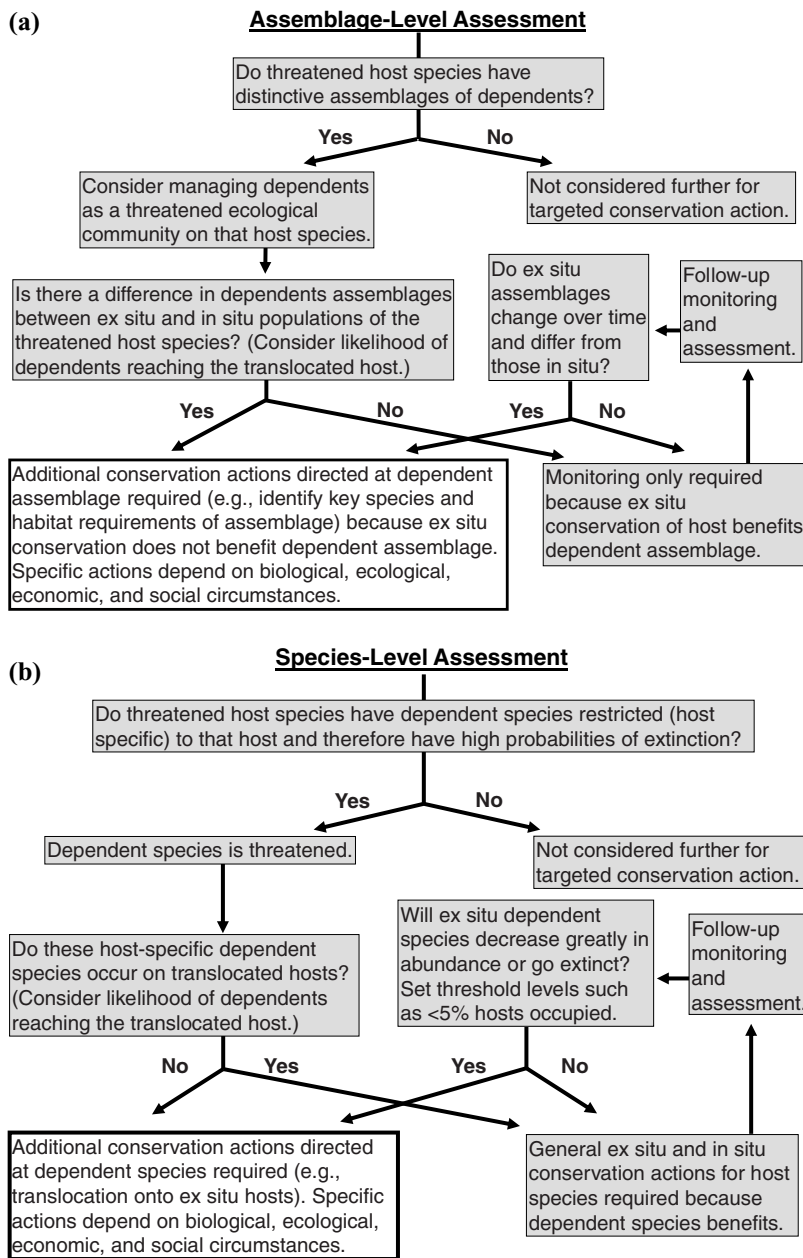 (a)
Assemblage-Level Assessment
Do threatened host species have
distinctive assemblages of dependents?
Yes
No
Consider managing dependents
as a threatened ecological
community on that host species.
Not considered further for
targeted conservation action.
Is there a difference in dependents assemblages
between ex situ and in situ populations of the
threatened host species? (Consider likelihood of
dependents reaching the translocated host.)
Do ex situ
assemblages
change over time
and differ from
those in situ?
Follow-up
monitoring
and
assessment.
Yes
No
Yes
No
Additional conservation actions directed at dependent
assemblage required (e.g., identify key species and
habitat requirements of assemblage) because ex situ
conservation does not benefit dependent assemblage.
Specific actions depend on biological, ecological,
economic, and social circumstances.
Monitoring only required
because ex situ
conservation of host benefits
dependent assemblage.
(b)
Species-Level Assessment
Do threatened host species have dependent species restricted (host
specific) to that host and therefore have high probabilities of extinction?
Yes
No
Dependent species is threatened.
Not considered further for
targeted conservation action.
Do these host-specific dependent
species occur on translocated hosts?
(Consider likelihood of dependents
reaching the translocated host.)
Will ex situ dependent
species decrease greatly in
abundance or go extinct?
Set threshold levels such
as <5% hosts occupied.
Follow-up
monitoring
and
assessment.
No
Yes
Yes
No
Additional conservation actions directed
at dependent species required (e.g.,
translocation onto ex situ hosts). Specific
actions depend on biological, ecological,
economic, and social circumstances.
General ex situ and in situ
conservation actions for host
species required because
dependent species benefits.